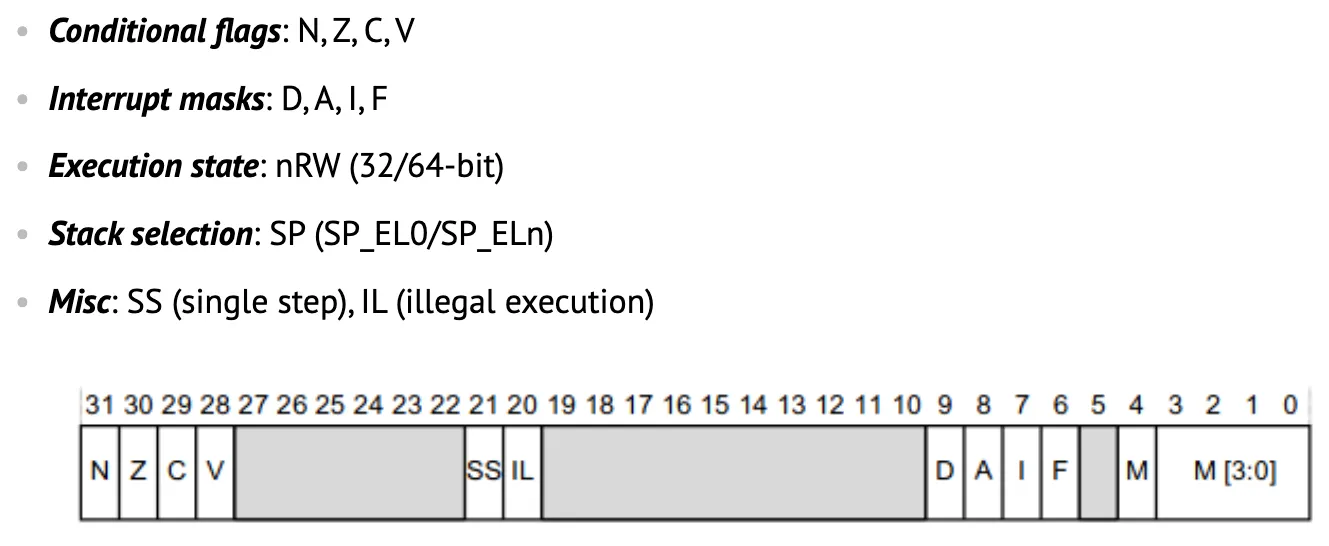 Conditional flags: N, Z, C, V
Interrupt masks: D, A, I, F
Execution state: nRW (32/64-bit)
Stack selection: SP (SP_EL0/SP_ELn)
Misc: SS (single step), IL (illegal execution)
31 30 29 28 27 26 25 24 23 22 21 20 19 18 17 16 15 14 13 12 11 10 9 8 7 6 5 4 3 2 1 0
N Z C V SS IL D A I F M M [3:0]